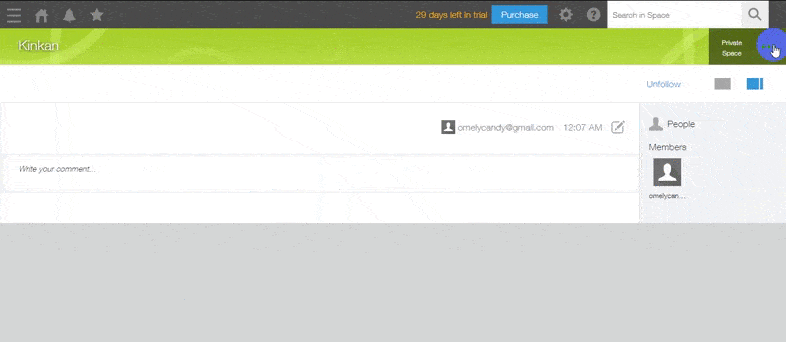 29 days left in trial
Purchase
Search in Space
Kinkan
Private
Space
Unfollow
omelycandy@gmail.com 12:07 AM
People
Write your comment...
Members
omelycan...